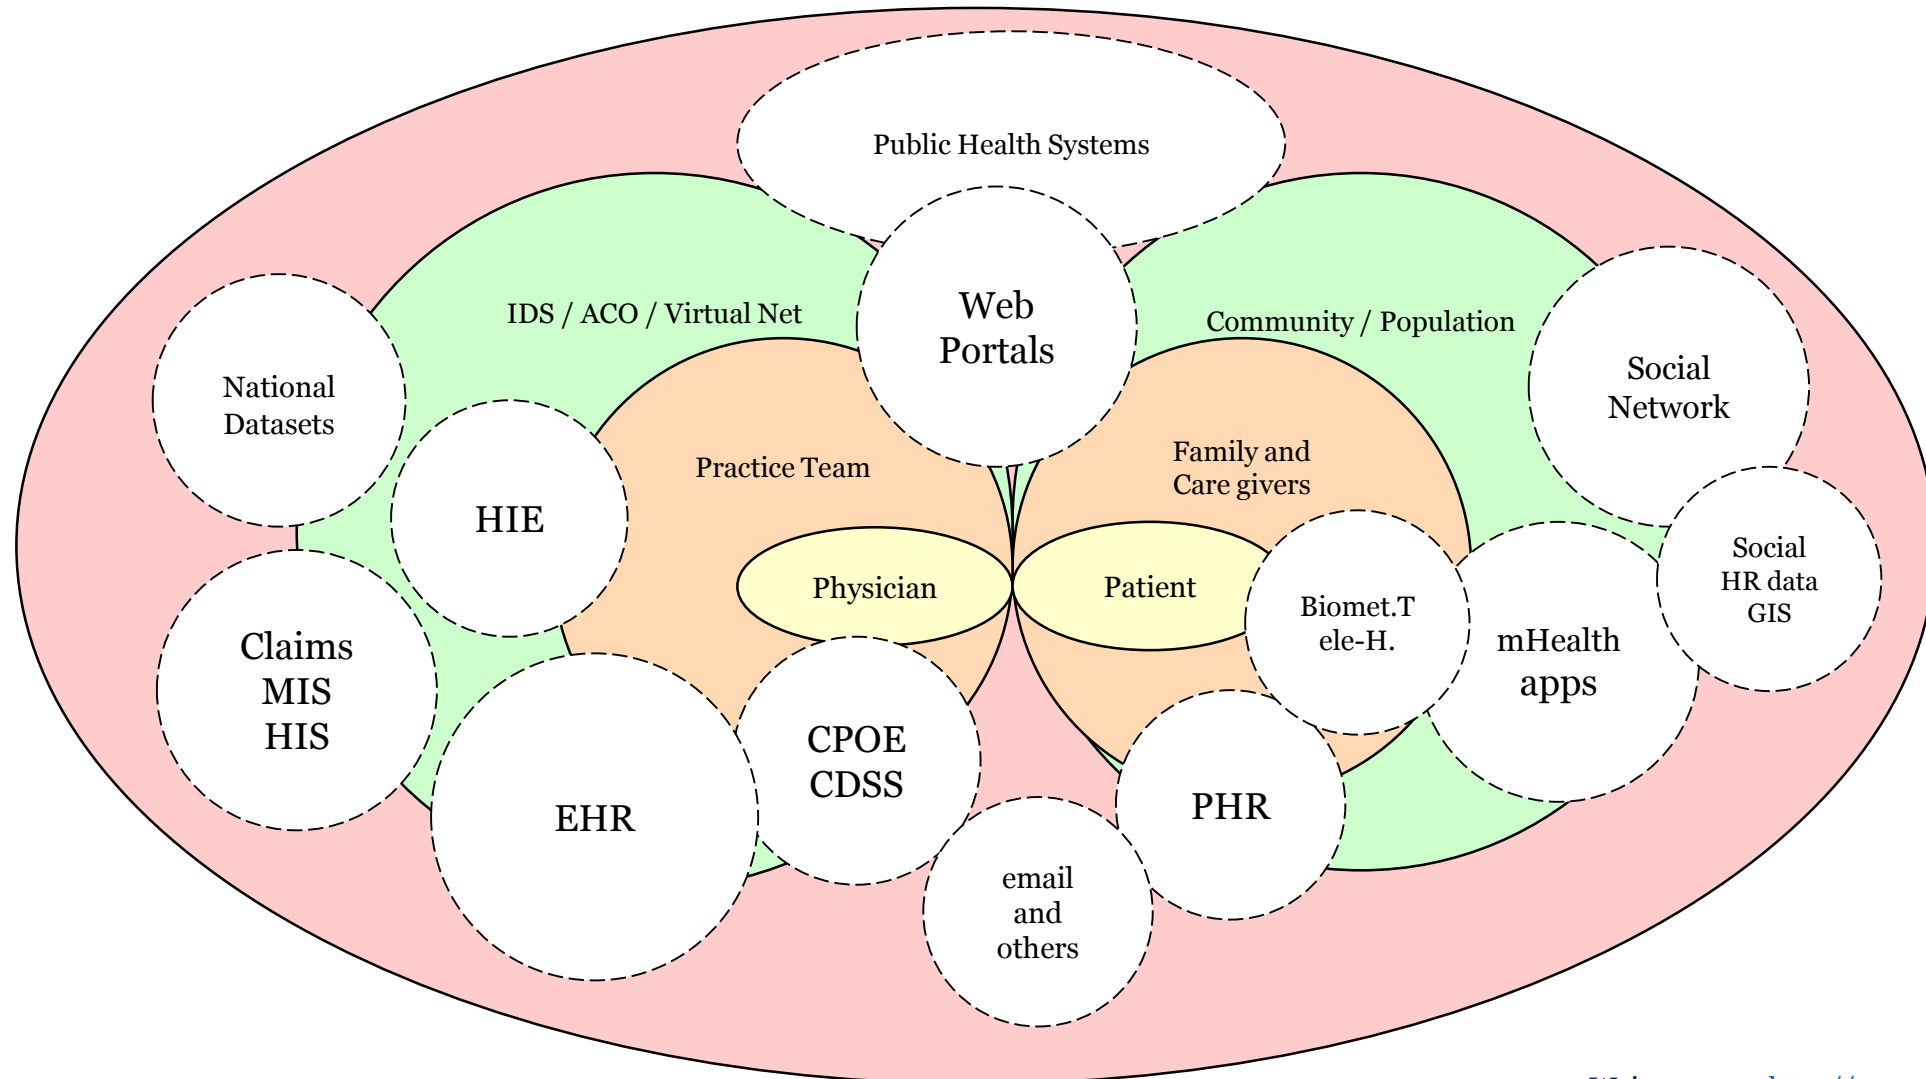 Public Health Systems
Web
Portals
IDS / ACO / Virtual Net
Community / Population
National
Datasets
Social
Network
HIE
Practice Team
Family and
Care givers
Physician
Patient
Biomet.T
ele-H.
mHealth
apps
Social
HR data
GIS
Claims
MIS
HIS
EHR
CPOE
CDSS
PHR
email
and
others